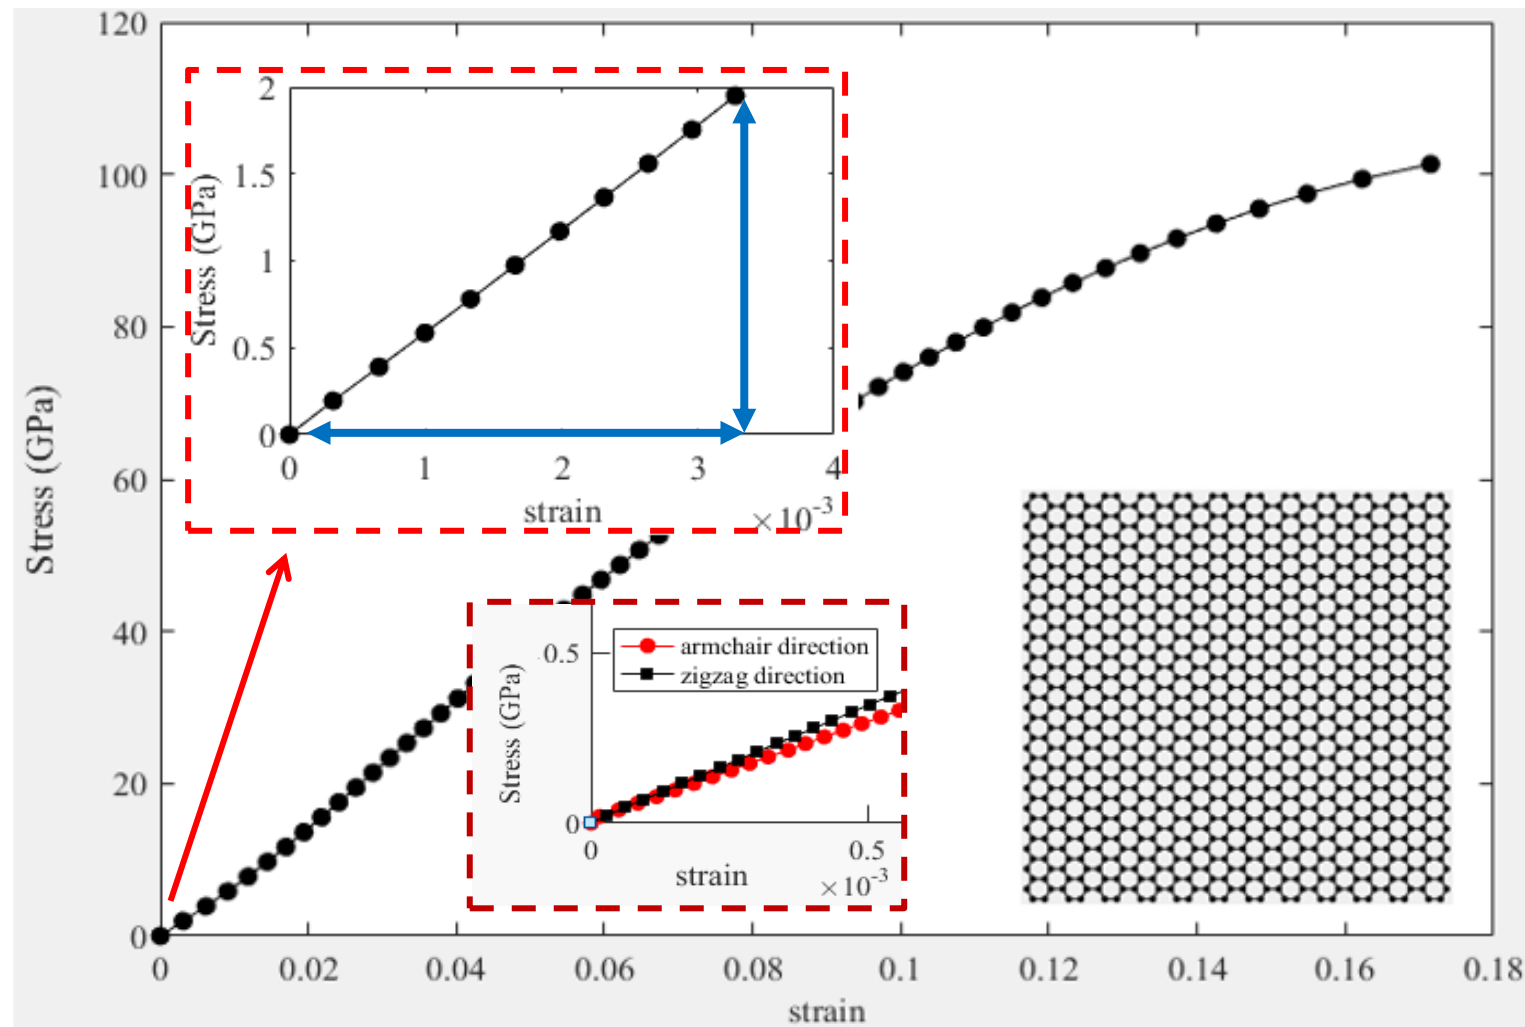 120
100
80
60
40
20
0
Stress (GPa)
0 0.02 0.04 0.06 0.08 0.1 0.12 0.14 0.16 0.18
strain
2
1.5
1
0.5
0
Stress (GPa)
0 1 2 3 4
strain
×10-3
0.5
0
Stress (GPa)
armchair direction
zigzag direction
0 0.5
strain
×10-3